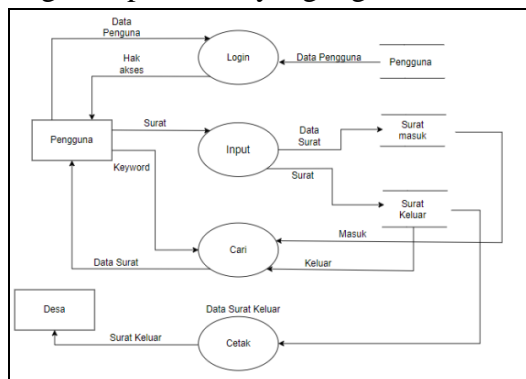 Data
Penguna
Login
Data Pengguna
Pengguna
Hak
akses
Pengguna
Surat
Input
Data
Surat
Surat
masuk
Keyword
Surat
Surat
Keluar
Masuk
Cari
Data Surat
Keluar
Desa
Data Surat Keluar
Surat Keluar
Cetak